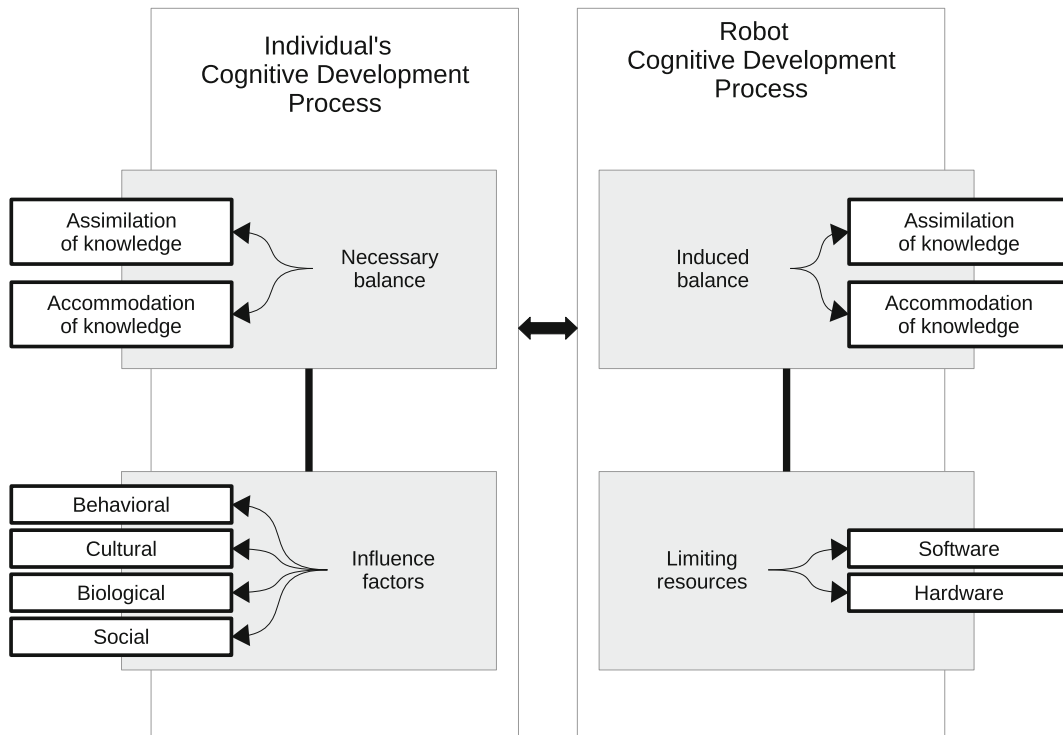 Individual's
Cognitive Development
Process
Assimilation
of knowledge
Accommodation
of knowledge
Necessary
balance
Behavioral
Cultural
Biological
Social
Influence
factors
Robot
Cognitive Development
Process
Induced
balance
Assimilation
of knowledge
Accommodation
of knowledge
Limiting
resources
Software
Hardware